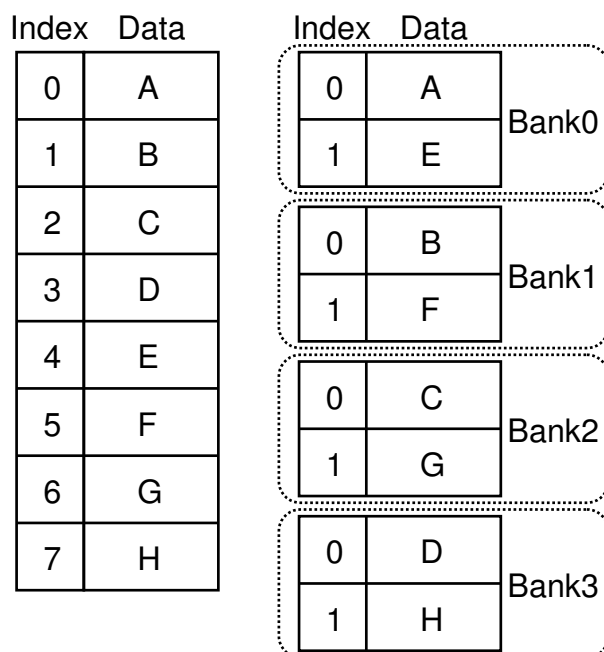 Index Data
0 A
1 B
2 C
3 D
4 E
5 F
6 G
7 H
Index Data
0 A
1 E
Bank0
0 B
1 F
Bank1
0 C
1 G
Bank2
0 D
1 H
Bank3